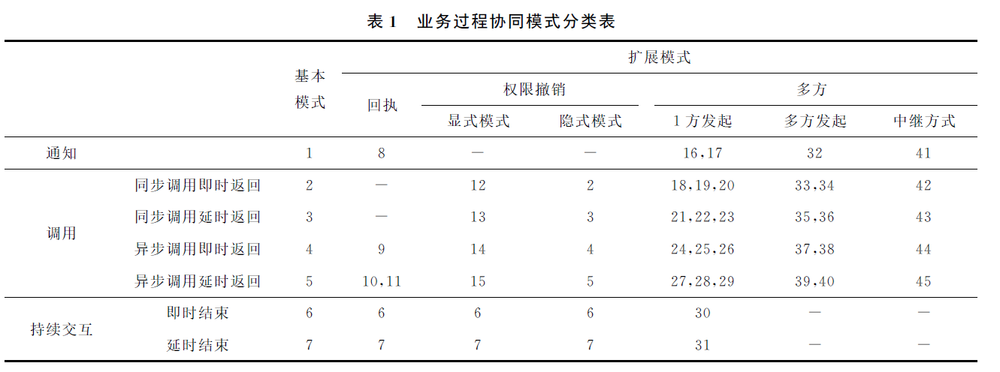 表 1 业务过程协同模式分类表
扩展模式
基本
模式
回执
权限撤销
多方
显式模式 隐式模式 1方发起 多方发起 中继方式
通知 1 8 — — 16,17 32 41
调用
同步调用即时返回 2 — 12 2 18,19,20 33,34 42
同步调用延时返回 3 — 13 3 21,22,23 35,36 43
异步调用即时返回 4 9 14 4 24,25,26 37,38 44
异步调用延时返回 5 10,11 15 5 27,28,29 39,40 45
持续交互
即时结束 6 6 6 6 30 — —
延时结束 7 7 7 7 31 — —